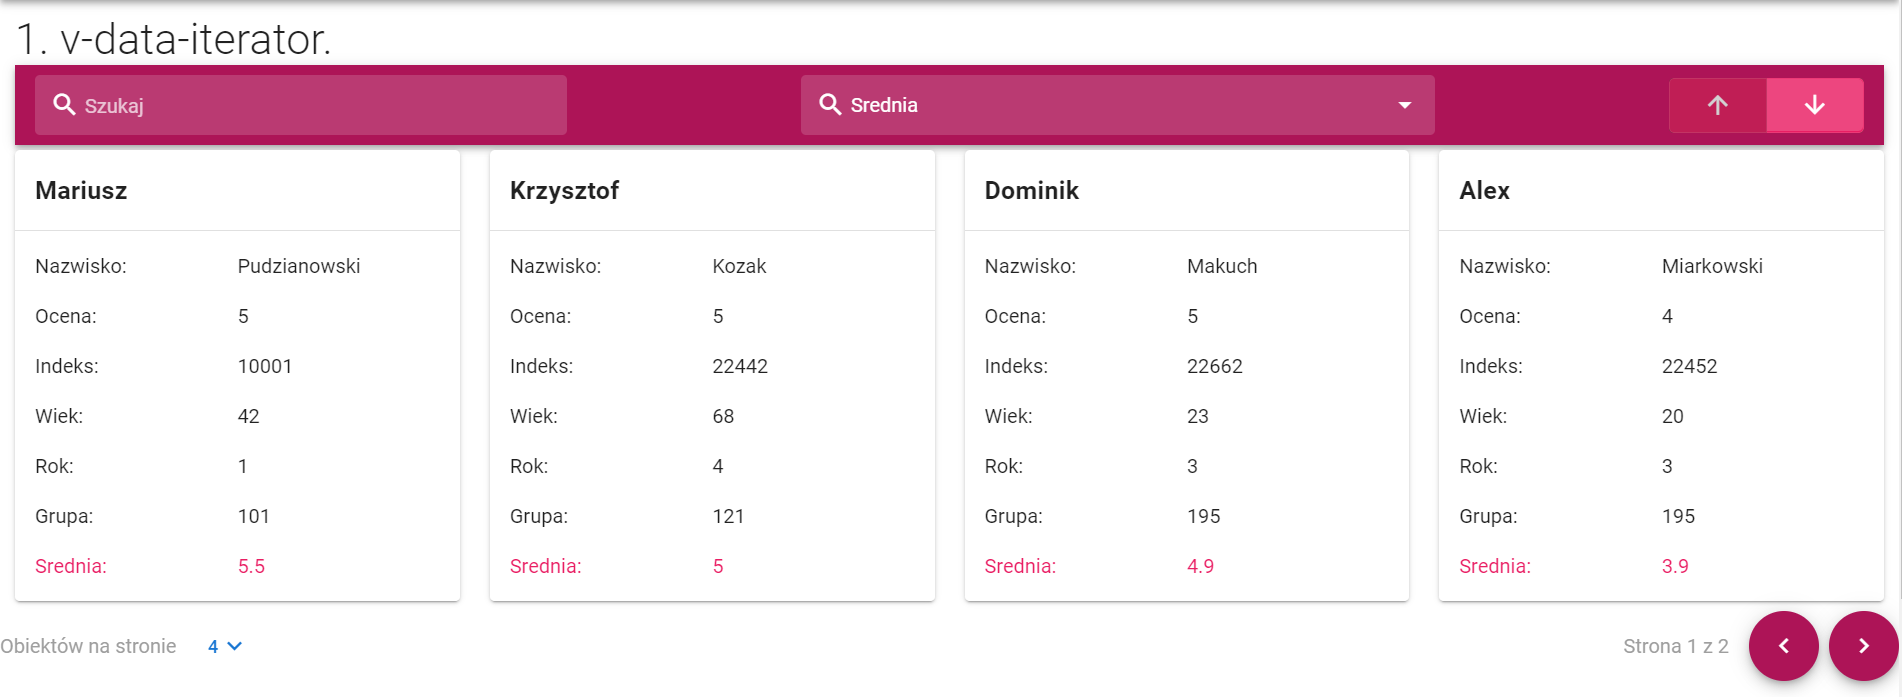 1. v-data-iterator.
Szukaj
Srednia
Mariusz
Nazwisko: Pudzianowski
Ocena: 5
Indeks: 10001
Wiek: 42
Rok: 1
Grupa: 101
Srednia: 5.5
Krzysztof
Nazwisko: Kozak
Ocena: 5
Indeks: 22442
Wiek: 68
Rok: 4
Grupa: 121
Srednia: 5
Dominik
Nazwisko: Makuch
Ocena: 5
Indeks: 22662
Wiek: 23
Rok: 3
Grupa: 195
Srednia: 4.9
Alex
Nazwisko: Miarkowski
Ocena: 4
Indeks: 22452
Wiek: 20
Rok: 3
Grupa: 195
Srednia: 3.9
Obiektów na stronie 4
Strona 1 z 2